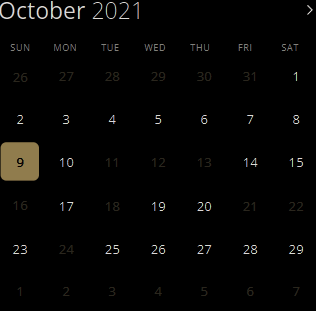 October 2021 >
SUN MON TUE WED THU FRI SAT
26 27 28 29 30 31 1
2 3 4 5 6 7 8
9 10 11 12 13 14 15
16 17 18 19 20 21 22
23 24 25 26 27 28 29
1 2 3 4 5 6 7